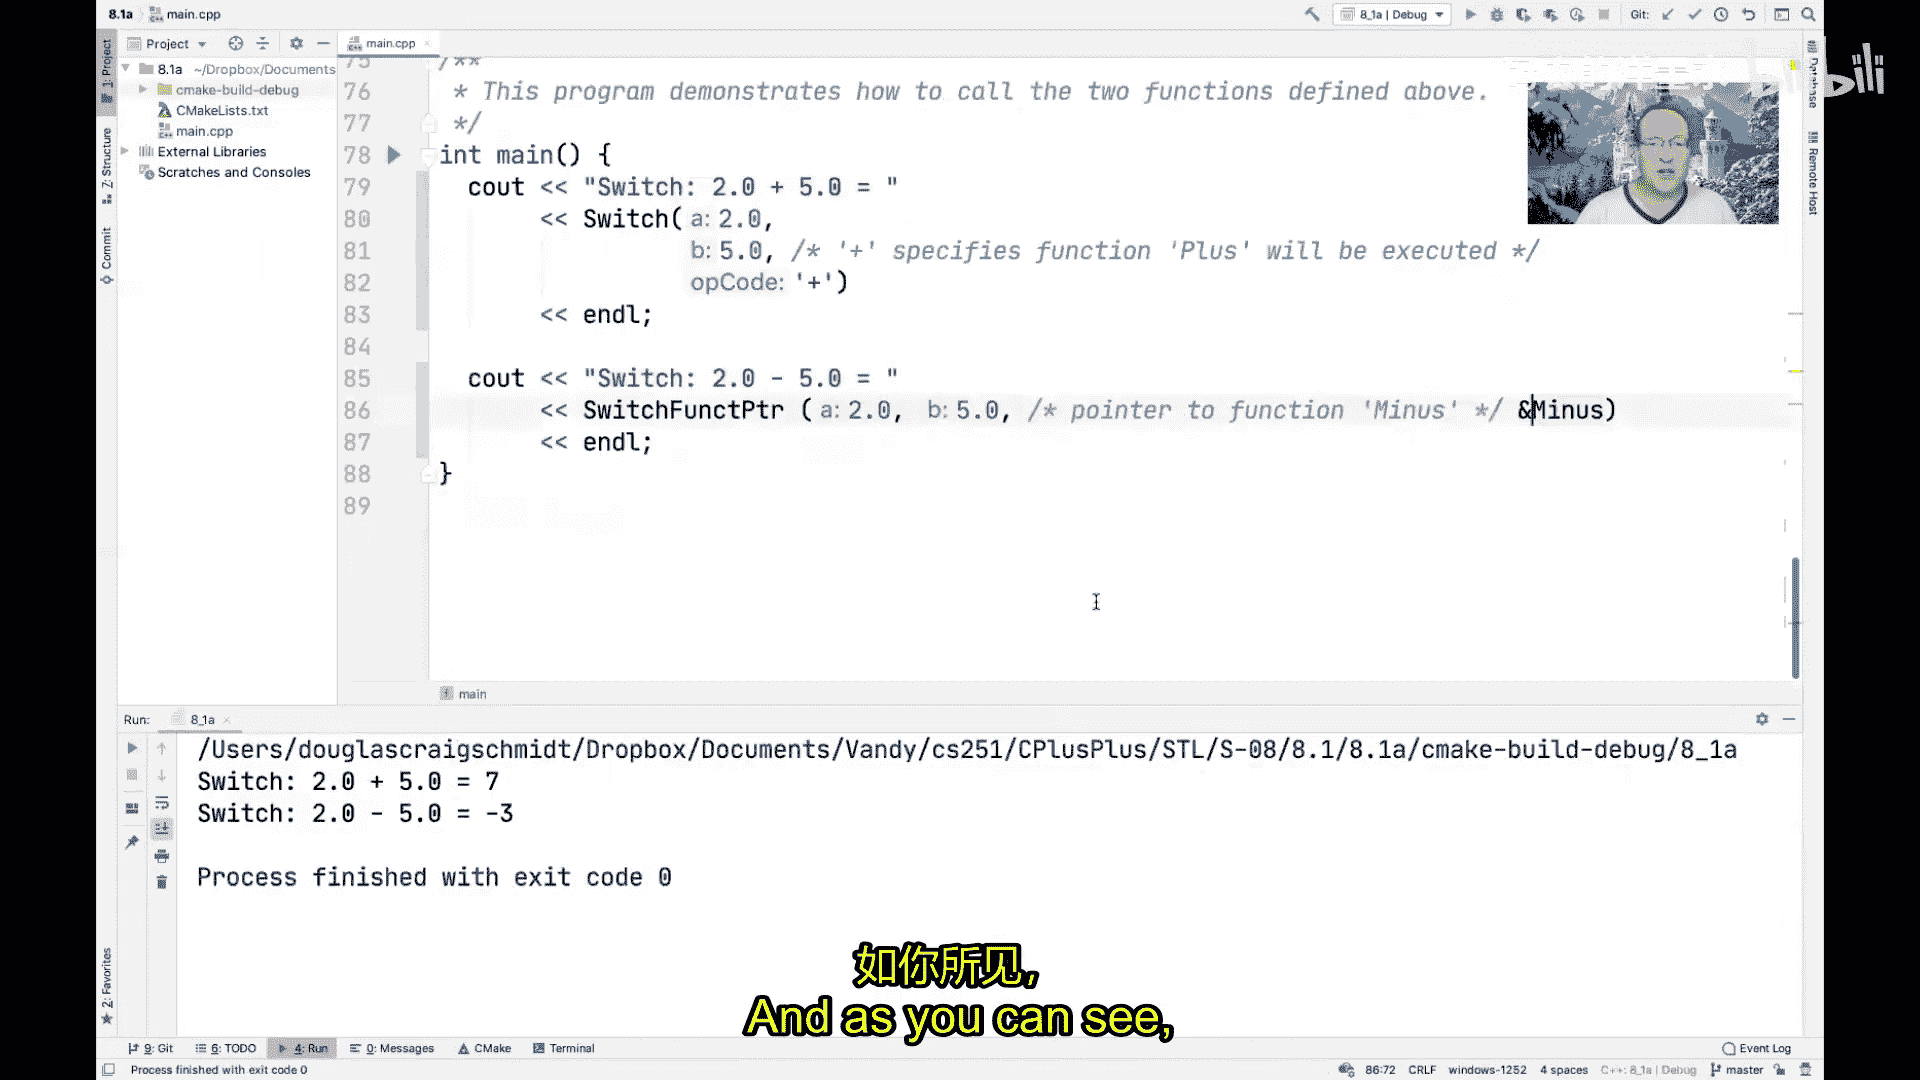 8.1a main.cpp 8_1a | Debug Git:
1: Project
Project main.cpp
8.1a ~/Dropbox/Documents
cmake-build-debug
CMakeLists.txt
main.cpp
External Libraries
Scratches and Consoles
Z: Structure
Commit
Database
Remote Host
bilibili
75 /**
76 * This program demonstrates how to call the two functions defined above.
77 */
78 int main() {
79 cout << "Switch: 2.0 + 5.0 = "
80 << Switch( a: 2.0,
81 b: 5.0, /* '+' specifies function 'Plus' will be executed */
82 opCode: '+')
83 << endl;
84
85 cout << "Switch: 2.0 - 5.0 = "
86 << SwitchFunctPtr ( a: 2.0, b: 5.0, /* pointer to function 'Minus' */ &Minus)
87 << endl;
88 }
89
f main
Run: 8_1a
/Users/douglascraigschmidt/Dropbox/Documents/Vandy/cs251/CPlusPlus/STL/S-08/8.1/8.1a/cmake-build-debug/8_1a
Switch: 2.0 + 5.0 = 7
Switch: 2.0 - 5.0 = -3
Process finished with exit code 0
2: Favorites
如你所见,
And as you can see,
9: Git 6: TODO 4: Run 0: Messages CMake Terminal Event Log
Process finished with exit code 0 86:72 CRLF windows-1252 4 spaces C++: 8_1a | Debug master